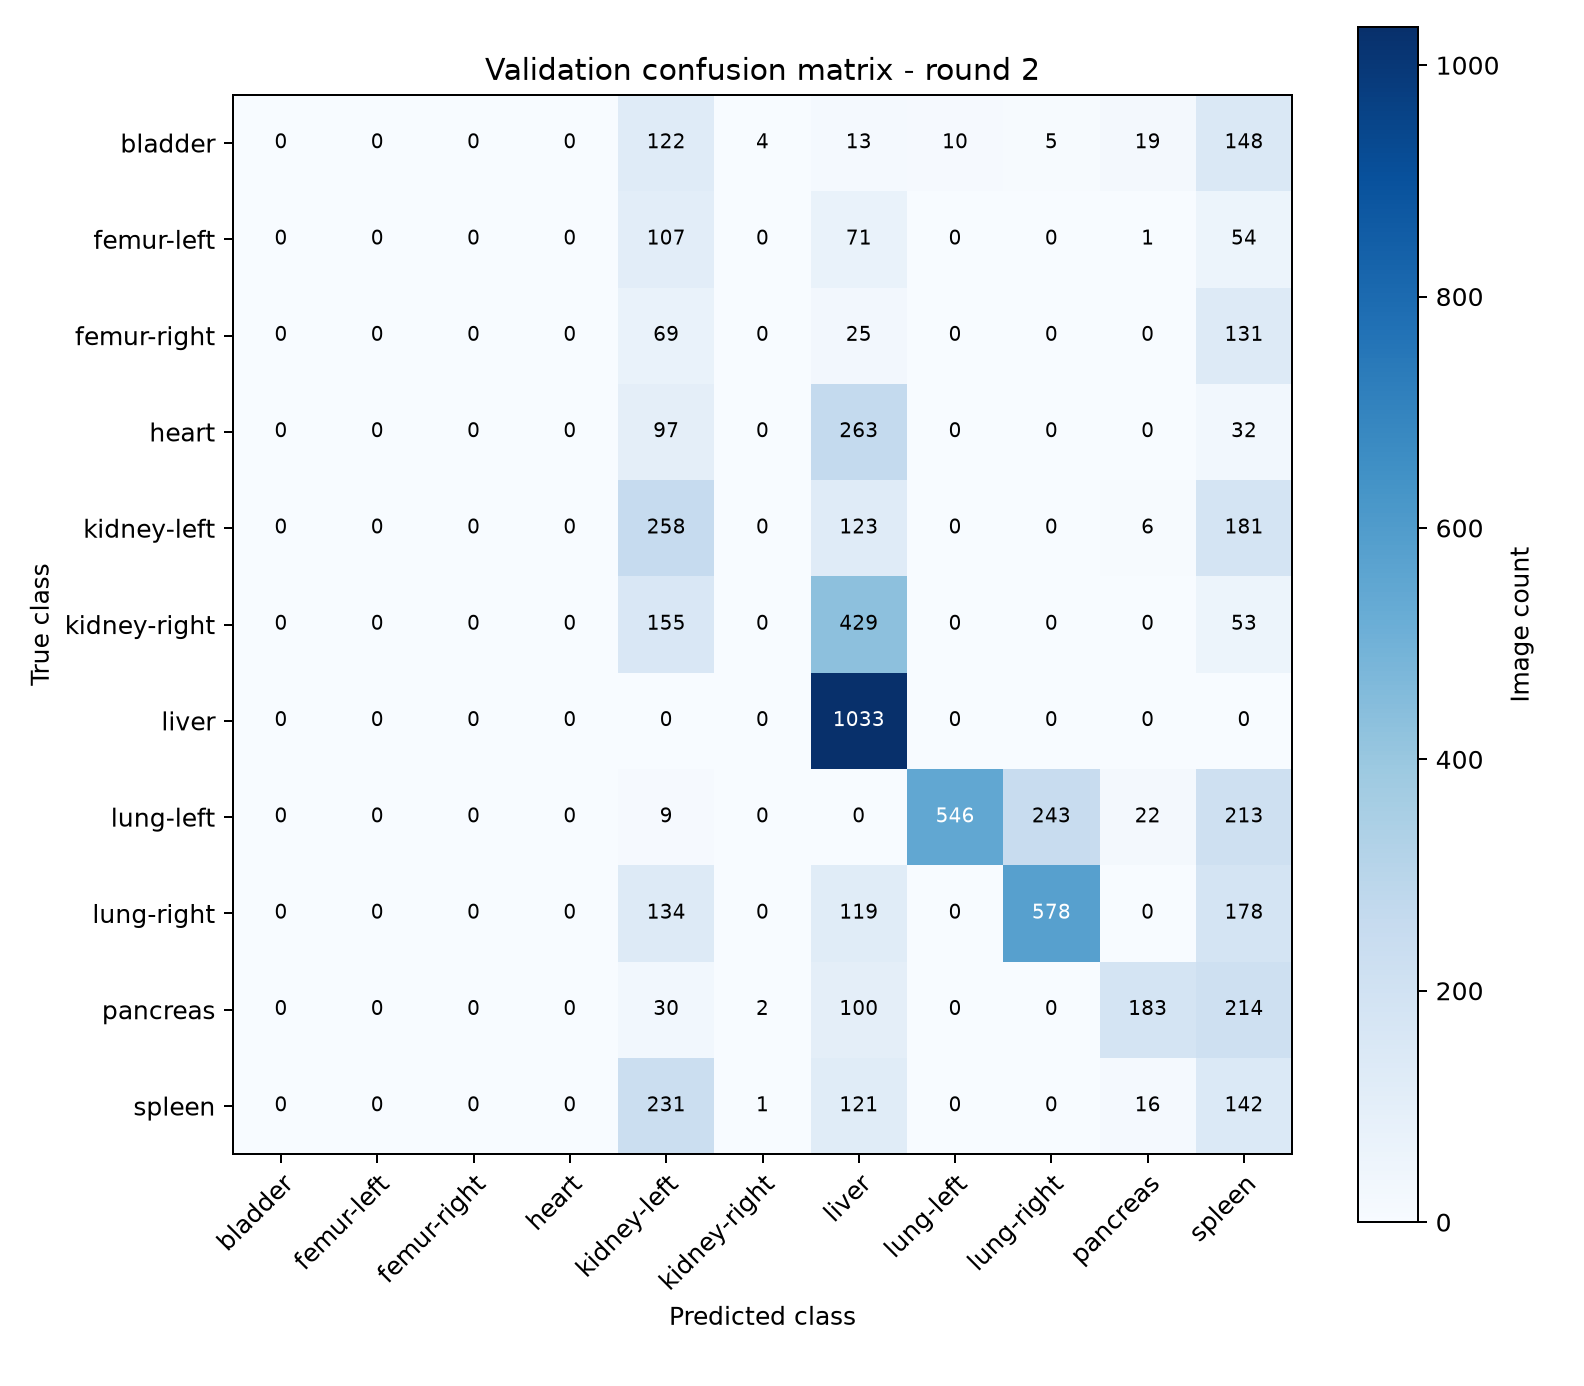 Validation confusion matrix - round 2
bladder 0 0 0 0 122 4 13 10 5 19 148
femur-left 0 0 0 0 107 0 71 0 0 1 54
femur-right 0 0 0 0 69 0 25 0 0 0 131
heart 0 0 0 0 97 0 263 0 0 0 32
kidney-left 0 0 0 0 258 0 123 0 0 6 181
kidney-right 0 0 0 0 155 0 429 0 0 0 53
liver 0 0 0 0 0 0 1033 0 0 0 0
lung-left 0 0 0 0 9 0 0 546 243 22 213
lung-right 0 0 0 0 134 0 119 0 578 0 178
pancreas 0 0 0 0 30 2 100 0 0 183 214
spleen 0 0 0 0 231 1 121 0 0 16 142
bladder femur-left femur-right heart kidney-left kidney-right liver lung-left lung-right pancreas spleen
Predicted class
True class
1000
800
600
400
200
0
Image count